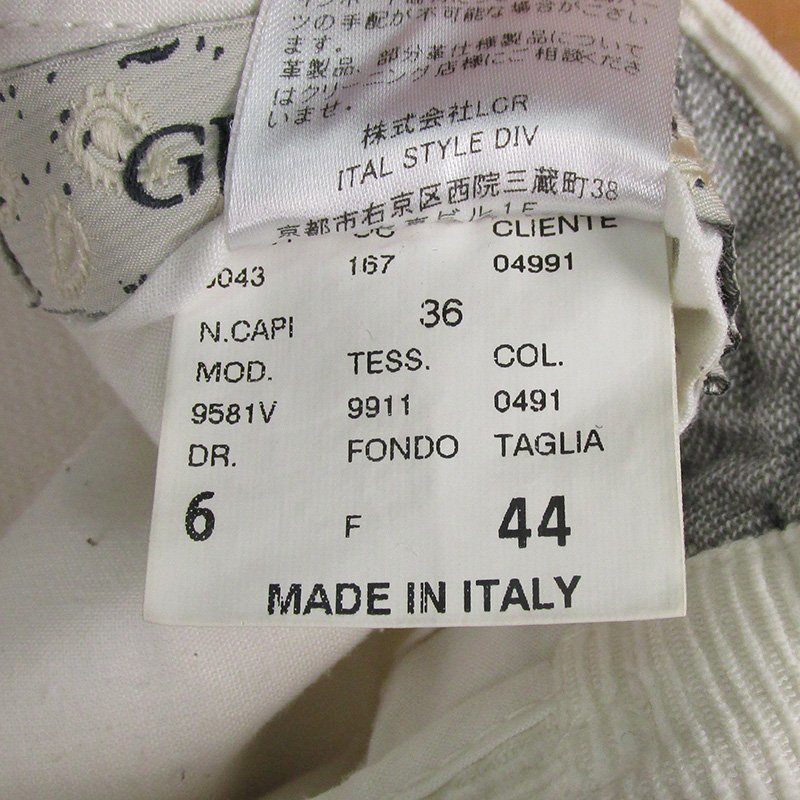 ツの手配が不可能な場合がござい
ます。
革製品、部分革仕様製品について
はクリーニング店様にご相談くださ
いませ。
株式会社LCR
ITAL STYLE DIV
京都市右京区西院三蔵町38
GU
CLIENTE
0043 167 04991
N.CAPI 36
MOD. TESS. COL.
9581V 9911 0491
DR. FONDO TAGLIA
6 F 44
MADE IN ITALY